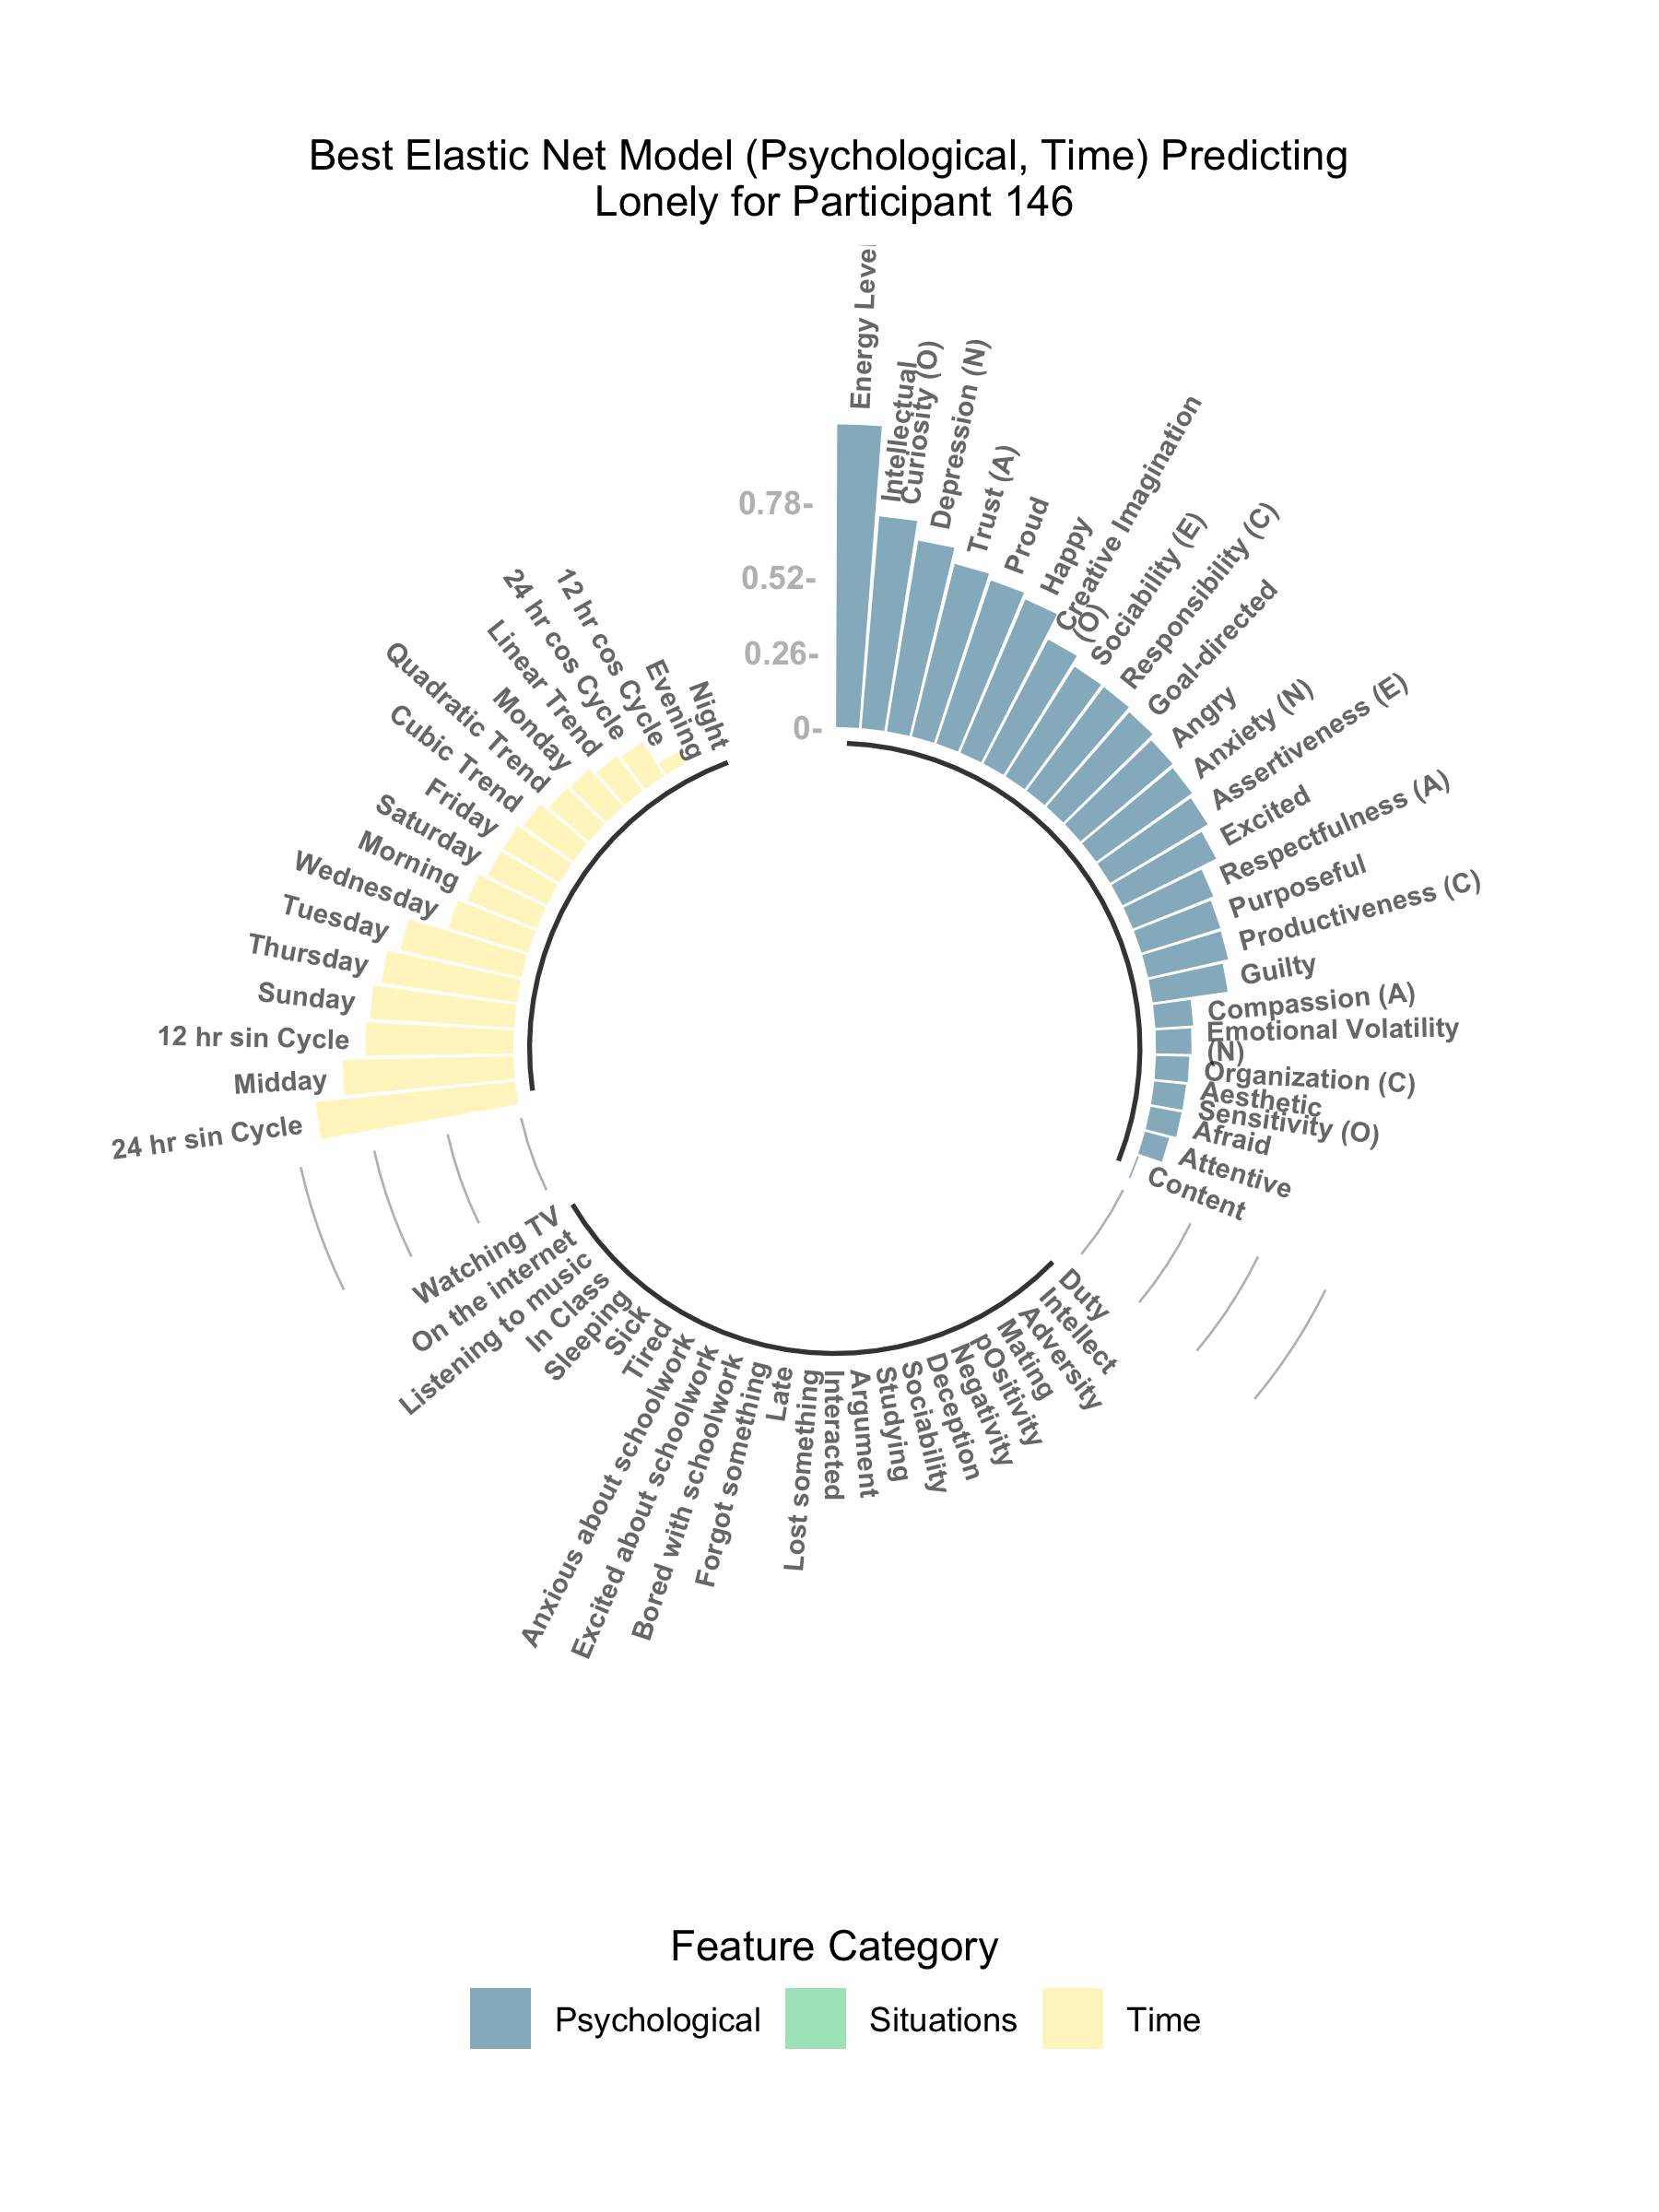 Best Elastic Net Model (Psychological, Time) Predicting
Lonely for Participant 146
0.78-
0.52-
0.26-
0-
Energy Leve
Intellectual
Curiosity (O)
Depression (N)
Trust (A)
Proud
Happy
Creative Imagination
(O)
Sociability (E)
Responsibility (C)
Goal-directed
Angry
Anxiety (N)
Assertiveness (E)
Excited
Respectfulness (A)
Purposeful
Productiveness (C)
Guilty
Compassion (A)
Emotional Volatility
(N)
Organization (C)
Aesthetic
Sensitivity (O)
Afraid
Attentive
Content
Duty
Intellect
Adversity
Mating
pOsitivity
Negativity
Deception
Sociability
Studying
Argument
Interacted
Lost something
Late
Forgot something
Bored with schoolwork
Excited about schoolwork
Anxious about schoolwork
Tired
Sick
Sleeping
In Class
Listening to music
On the internet
Watching TV
24 hr sin Cycle
Midday
12 hr sin Cycle
Sunday
Thursday
Tuesday
Wednesday
Morning
Saturday
Friday
Cubic Trend
Quadratic Trend
Monday
Linear Trend
24 hr cos Cycle
12 hr cos Cycle
Evening
Night
Feature Category
Psychological
Situations
Time